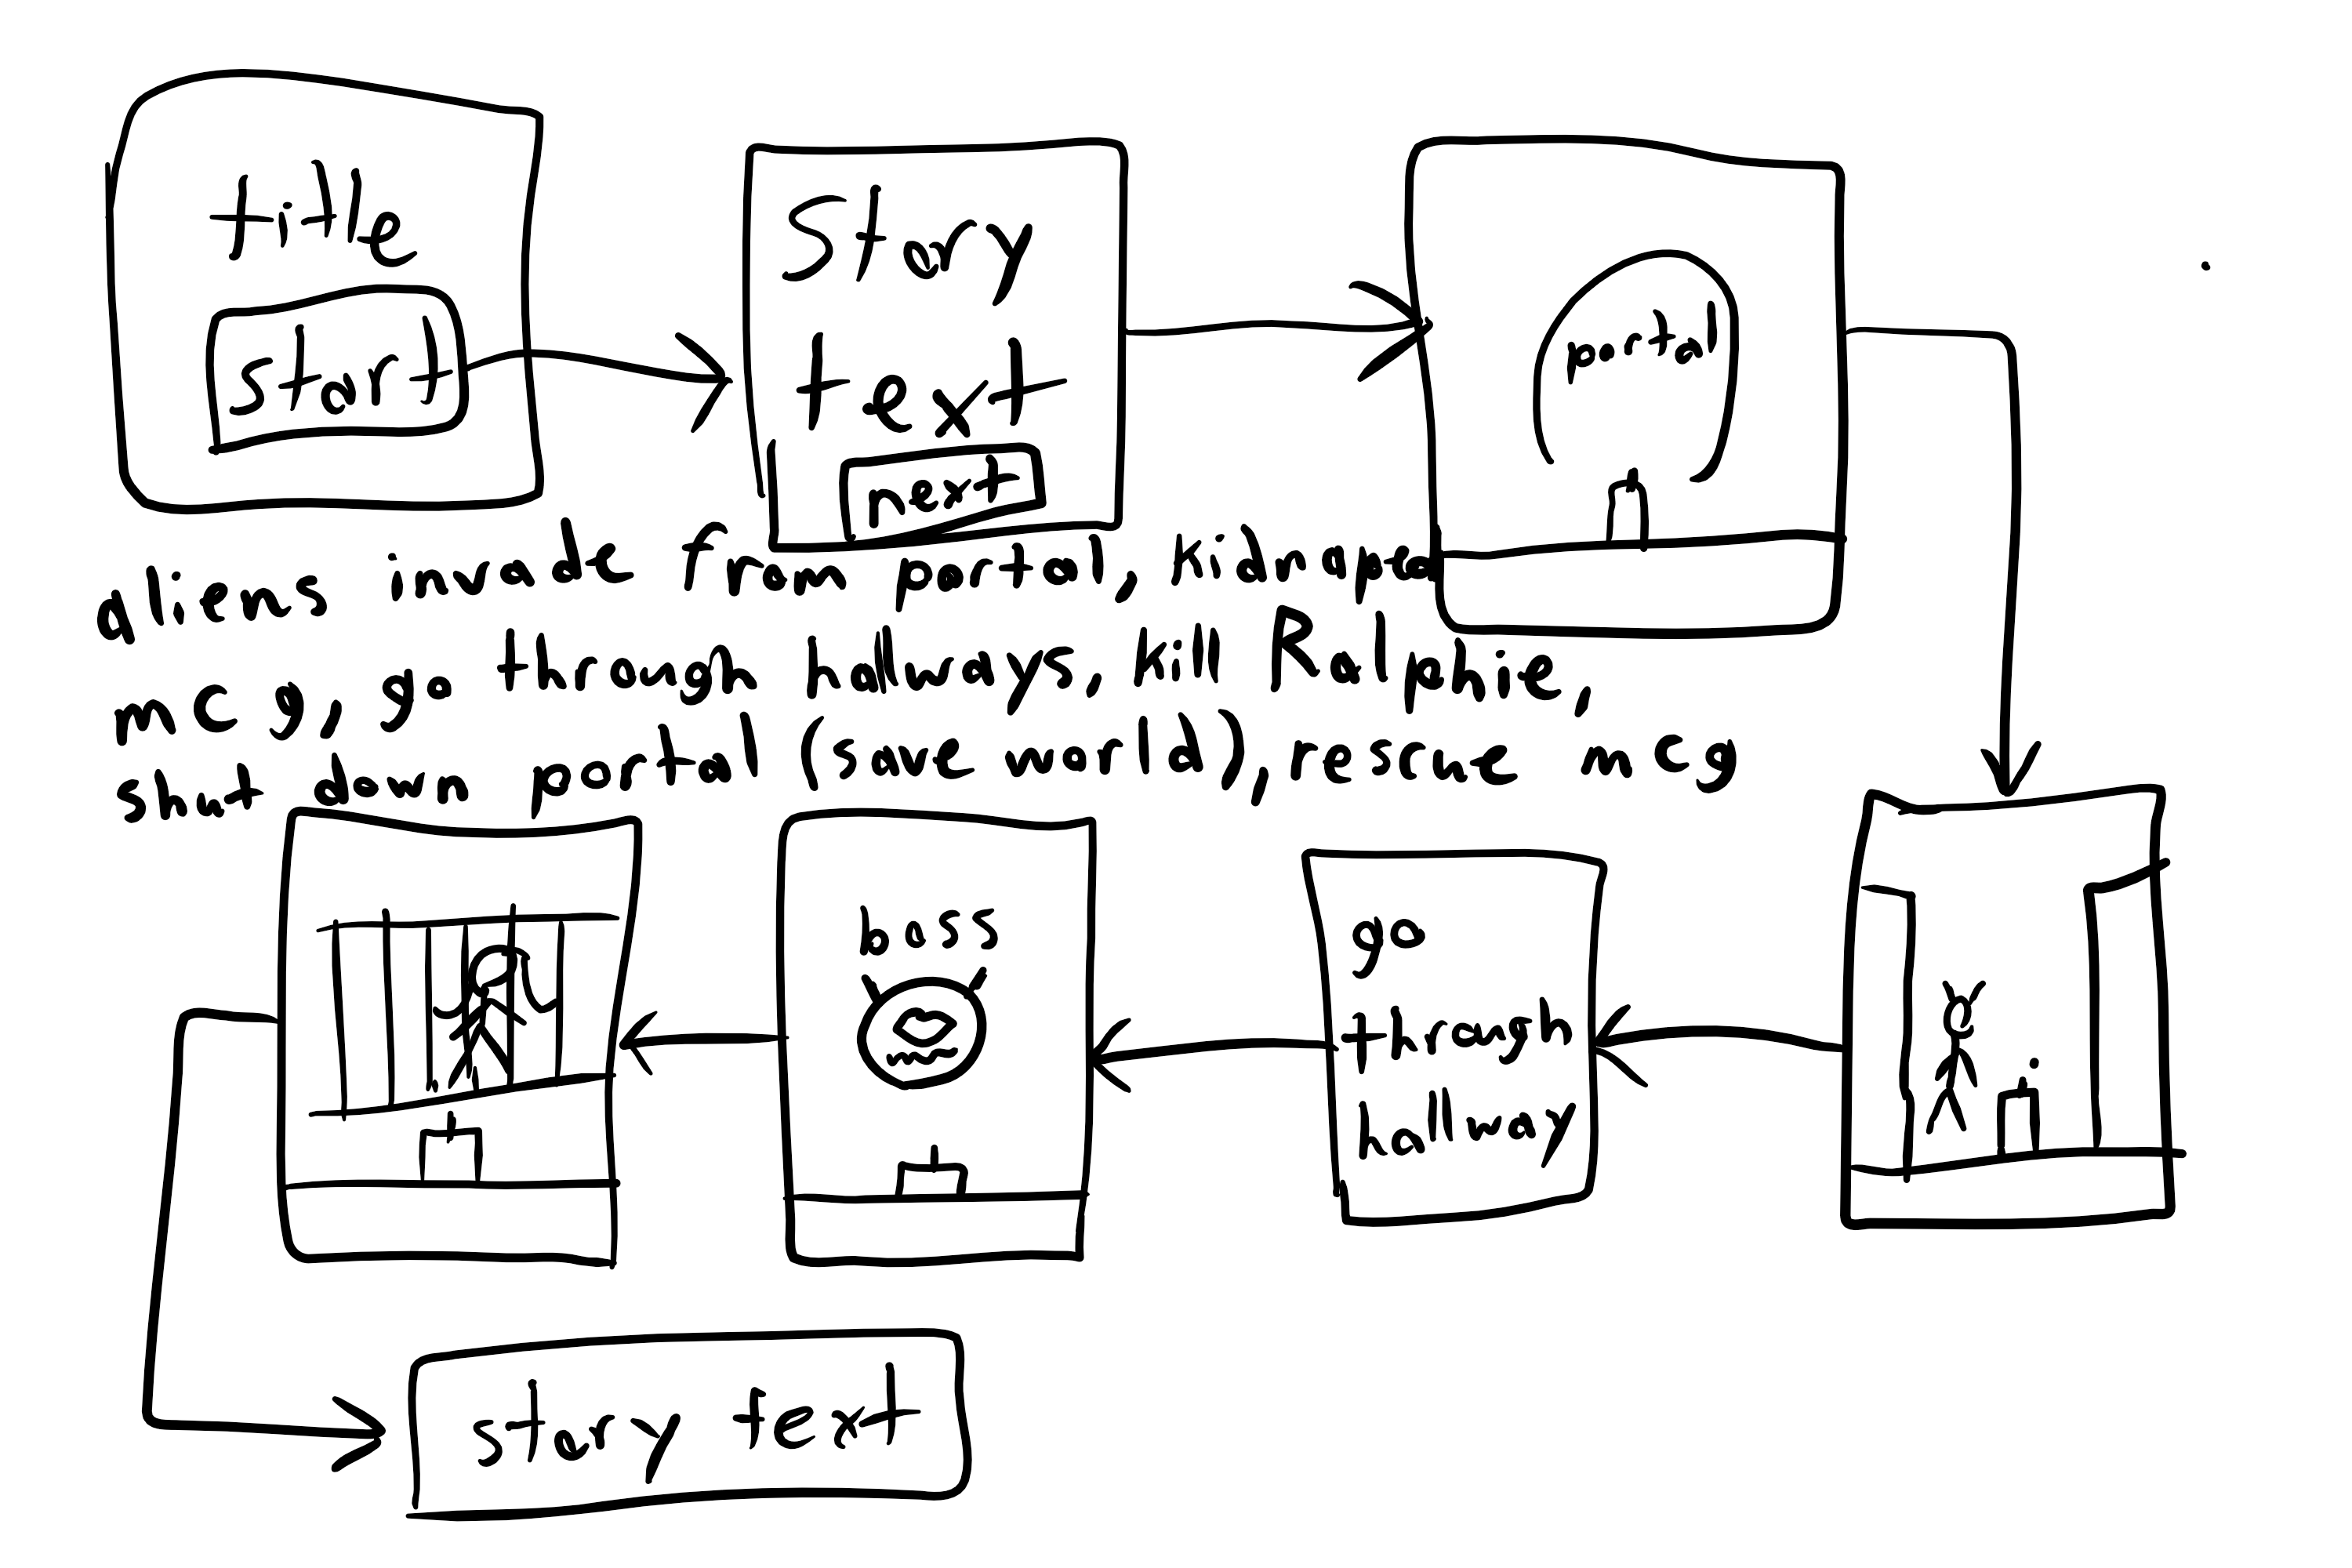 title
start
story
text
next
portal
aliens invade from portal, kidnapped
mcg, go through hallways, kill Ralphie,
shut down portal (save world), rescue mcg
boss
go
through
hallway
story text